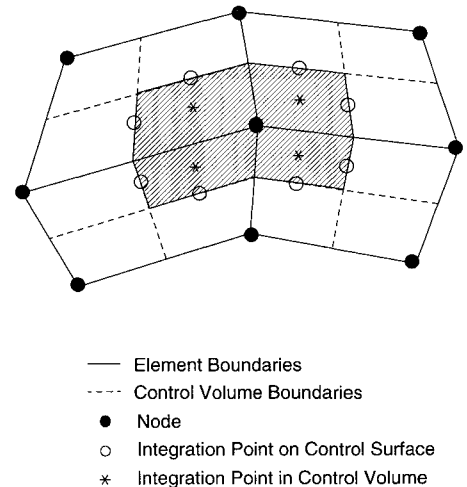 Element Boundaries
Control Volume Boundaries
Node
Integration Point on Control Surface
Integration Point in Control Volume